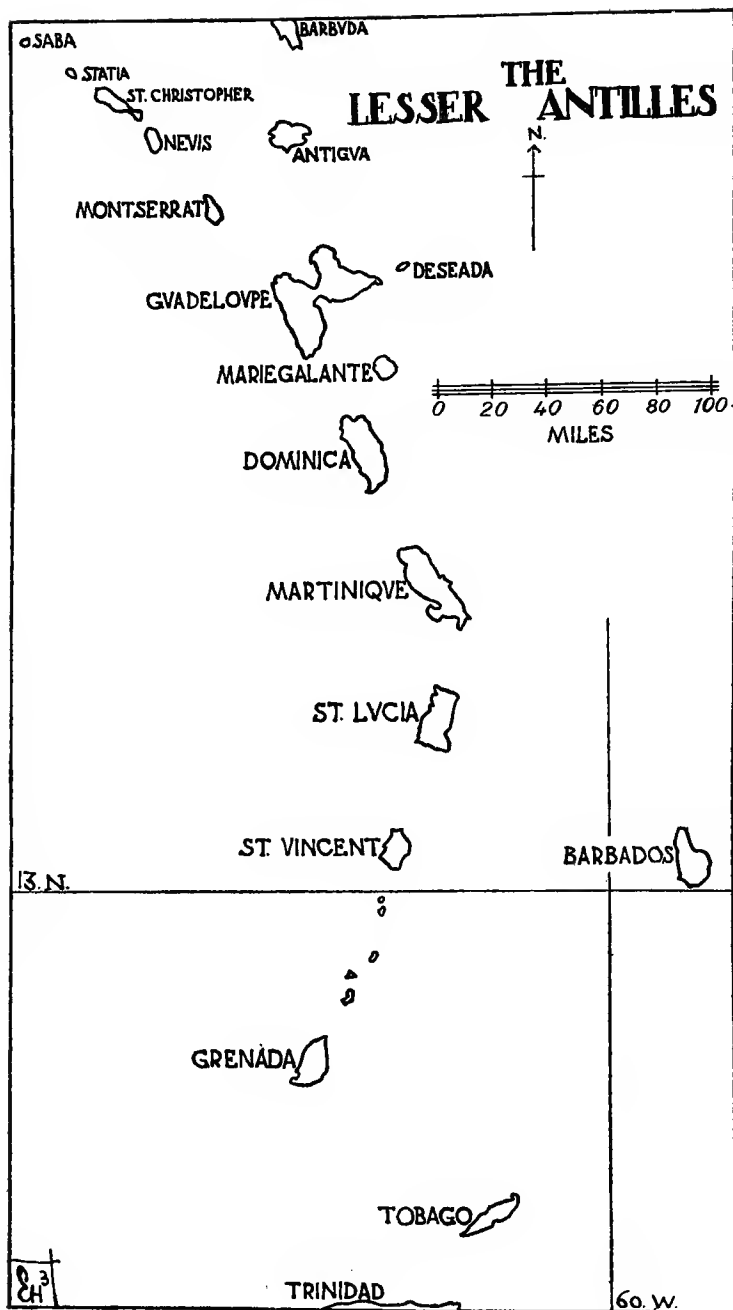 BARBVDA
SABA
THE
LESSER ANTILLES
STATIA
ST. CHRISTOPHER
NEVIS
ANTIGVA
N.
MONTSERRAT
DESEADA
GVADELOVPE
MARIEGALANTE
0 20 40 60 80 100
MILES
DOMINICA
MARTINIQVE
ST. LVCIA
ST. VINCENT
BARBADOS
13. N.
GRENÀDA
TOBAGO
TRINIDAD
60. W.